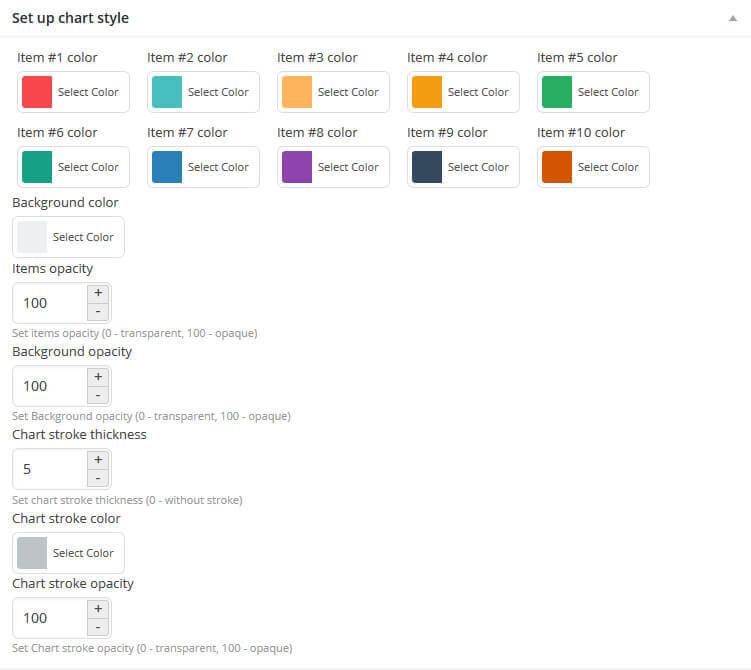 Set up chart style
Item #1 color Item #2 color Item #3 color Item #4 color Item #5 color
Select Color Select Color Select Color Select Color Select Color
Item #6 color Item #7 color Item #8 color Item #9 color Item #10 color
Select Color Select Color Select Color Select Color Select Color
Background color
Select Color
Items opacity
100 + -
Set items opacity (0 - transparent, 100 - opaque)
Background opacity
100 + -
Set Background opacity (0 - transparent, 100 - opaque)
Chart stroke thickness
5 + -
Set chart stroke thickness (0 - without stroke)
Chart stroke color
Select Color
Chart stroke opacity
100 + -
Set Chart stroke opacity (0 - transparent, 100 - opaque)